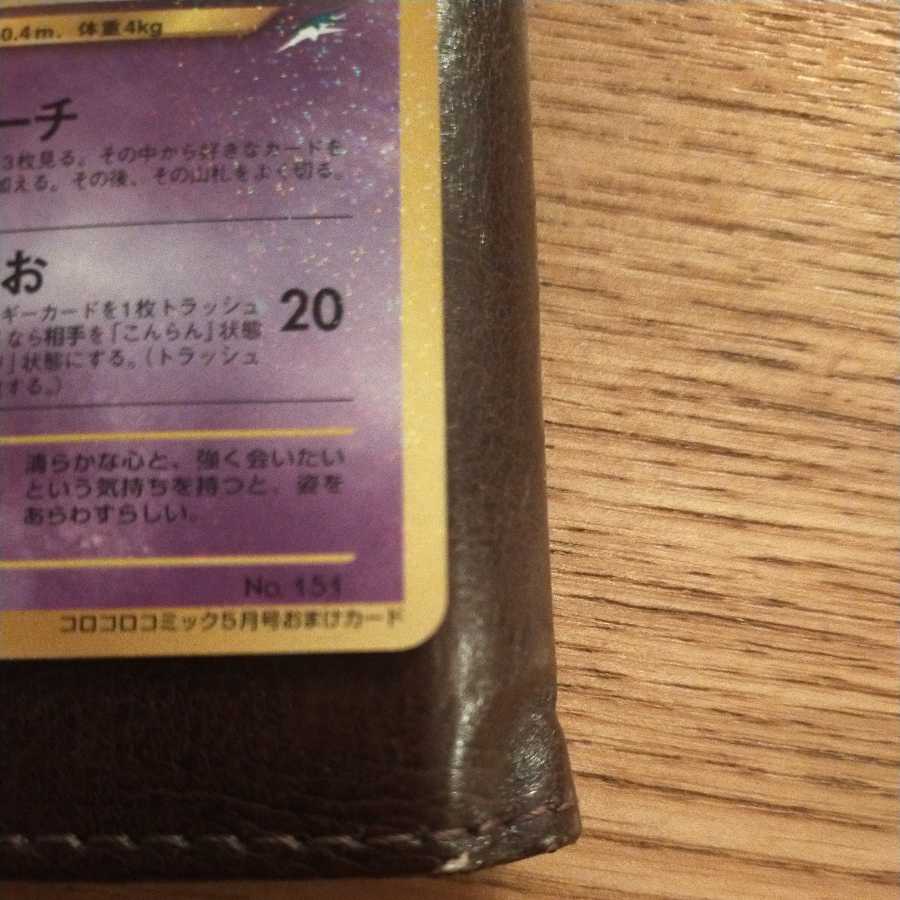 0.4m. 体重4kg
ーチ
3枚見る。その中から好きなカードを
加える。その後、その山札をよく切る。
お
ギーカードを1枚トラッシュ
なら相手を「こんらん」状態
」状態にする。(トラッシュ
する。)
20
清らかな心と、強く会いたい
という気持ちを持つと、姿を
あらわすらしい。
No. 151
コロコロコミック5月号おまけカード